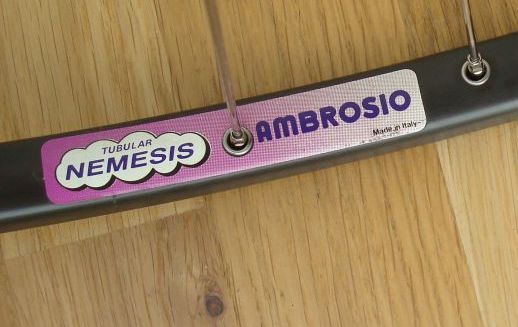 TUBULAR
NEMESIS
AMBROSIO
Made in Italy